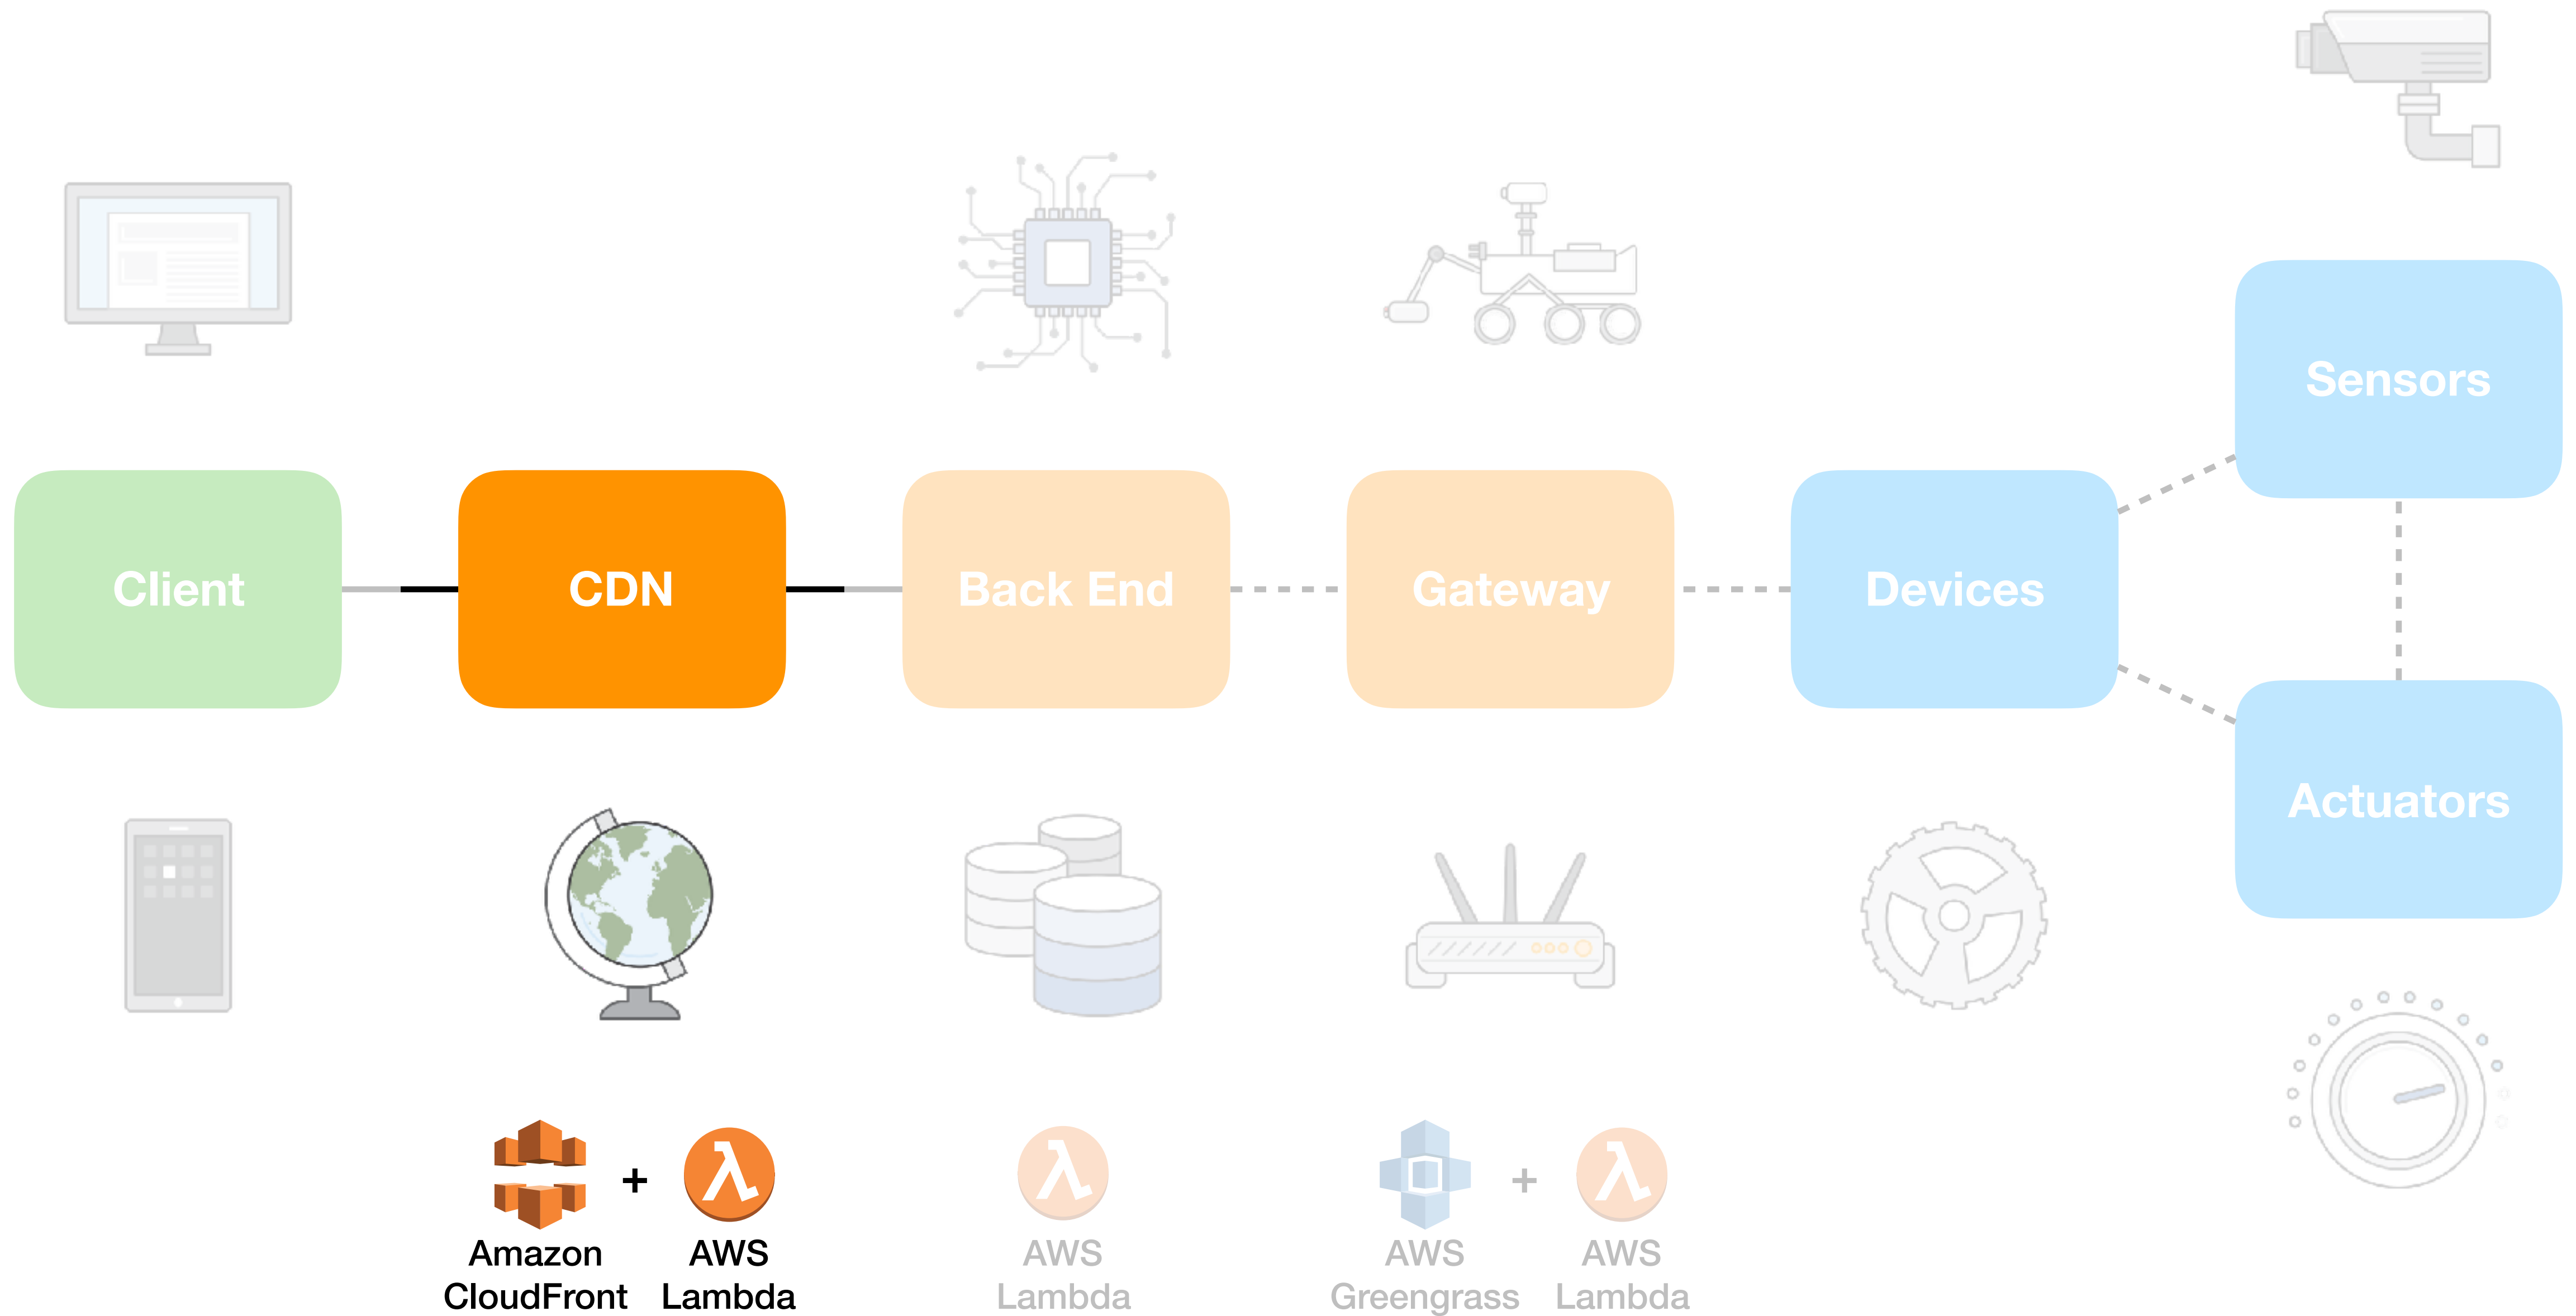 Sensors
Client
CDN
Back End
Gateway
Devices
Actuators
+
+
Amazon
CloudFront
AWS
Lambda
AWS
Lambda
AWS
Greengrass
AWS
Lambda